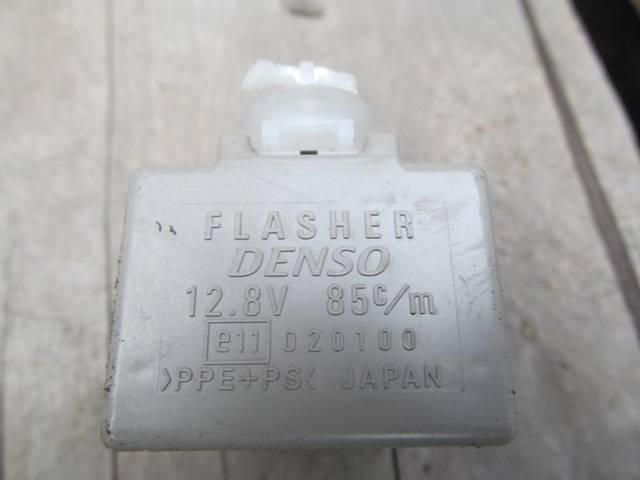 FLASHER
DENSO
12.8V 85c/m
e11 020100
>PPE+PS< JAPAN